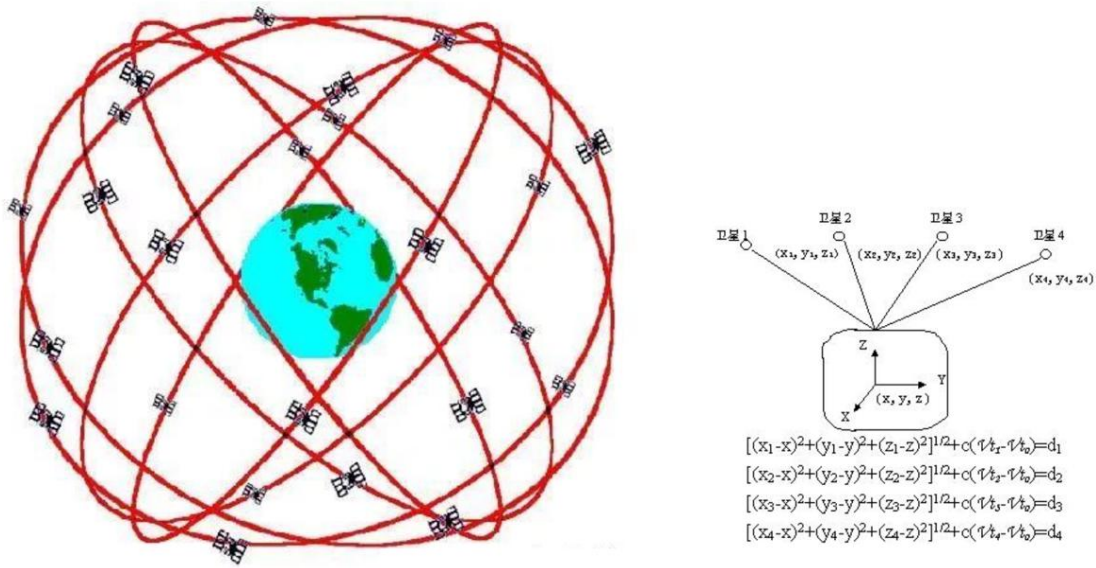 卫星1
卫星2
卫星3
卫星4
(x₁, y₁, z₁)
(x₂, y₂, z₂)
(x₃, y₃, z₃)
(x₄, y₄, z₄)
Z
Y
(x, y, z)
X
[(x₁-x)²+(y₁-y)²+(z₁-z)²]¹/²+c(Vt₁-Vt₀)=d₁
[(x₂-x)²+(y₂-y)²+(z₂-z)²]¹/²+c(Vt₂-Vt₀)=d₂
[(x₃-x)²+(y₃-y)²+(z₃-z)²]¹/²+c(Vt₃-Vt₀)=d₃
[(x₄-x)²+(y₄-y)²+(z₄-z)²]¹/²+c(Vt₄-Vt₀)=d₄